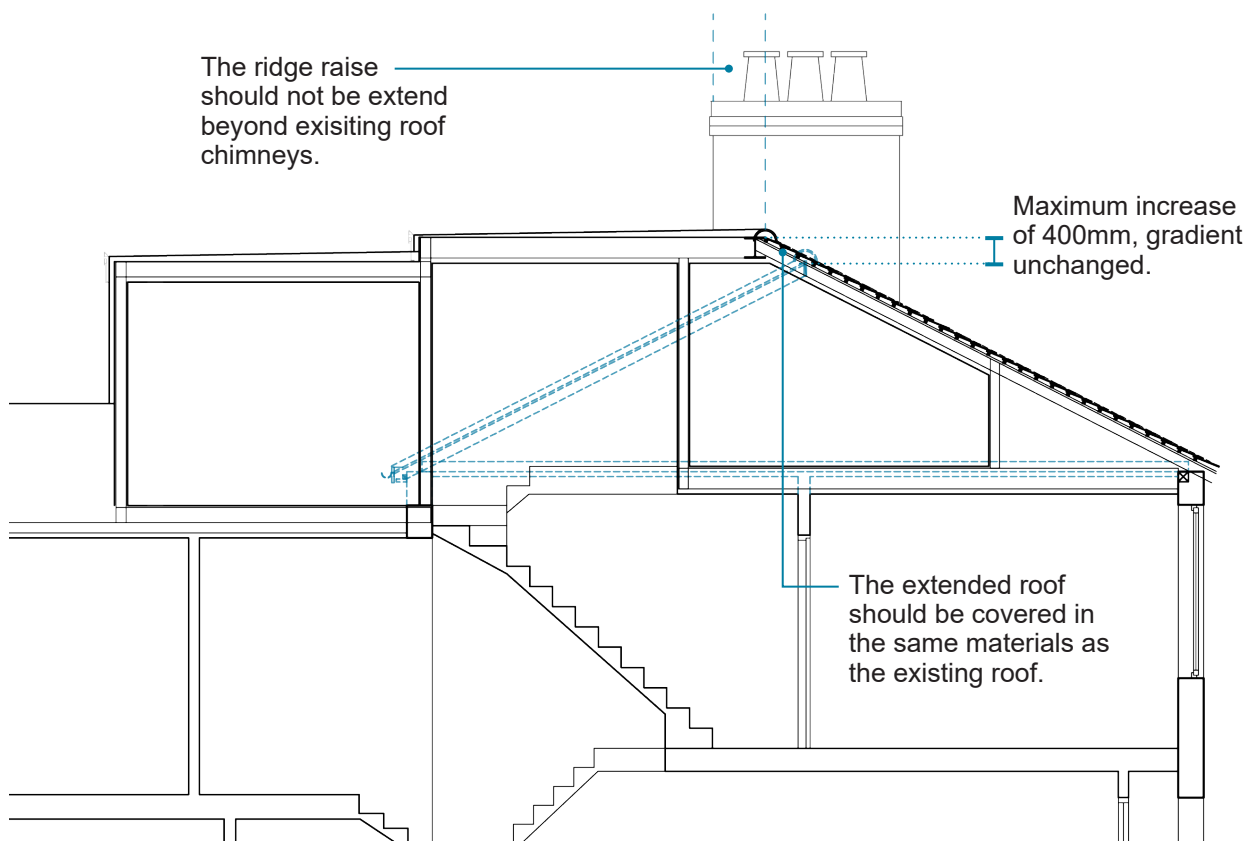 The ridge raise
should not be extend
beyond exisiting roof
chimneys.
Maximum increase
of 400mm, gradient
unchanged.
The extended roof
should be covered in
the same materials as
the existing roof.